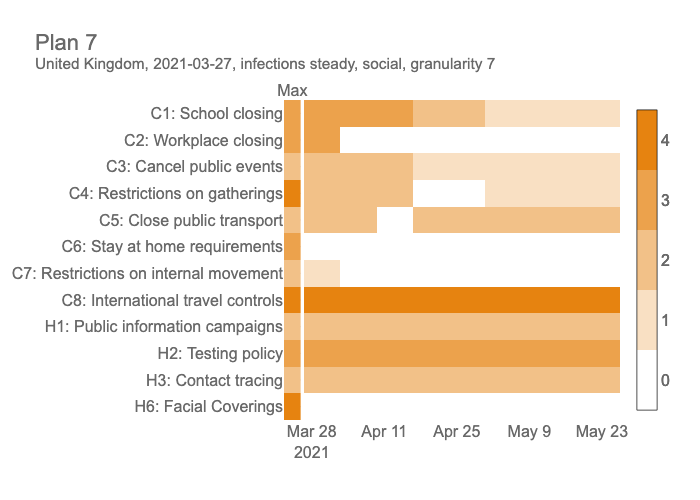 Plan 7
United Kingdom, 2021-03-27, infections steady, social, granularity 7
Max
C1: School closing
C2: Workplace closing
C3: Cancel public events
C4: Restrictions on gatherings
C5: Close public transport
C6: Stay at home requirements
C7: Restrictions on internal movement
C8: International travel controls
H1: Public information campaigns
H2: Testing policy
H3: Contact tracing
H6: Facial Coverings
4
3
2
1
0
Mar 28 Apr 11 Apr 25 May 9 May 23
2021